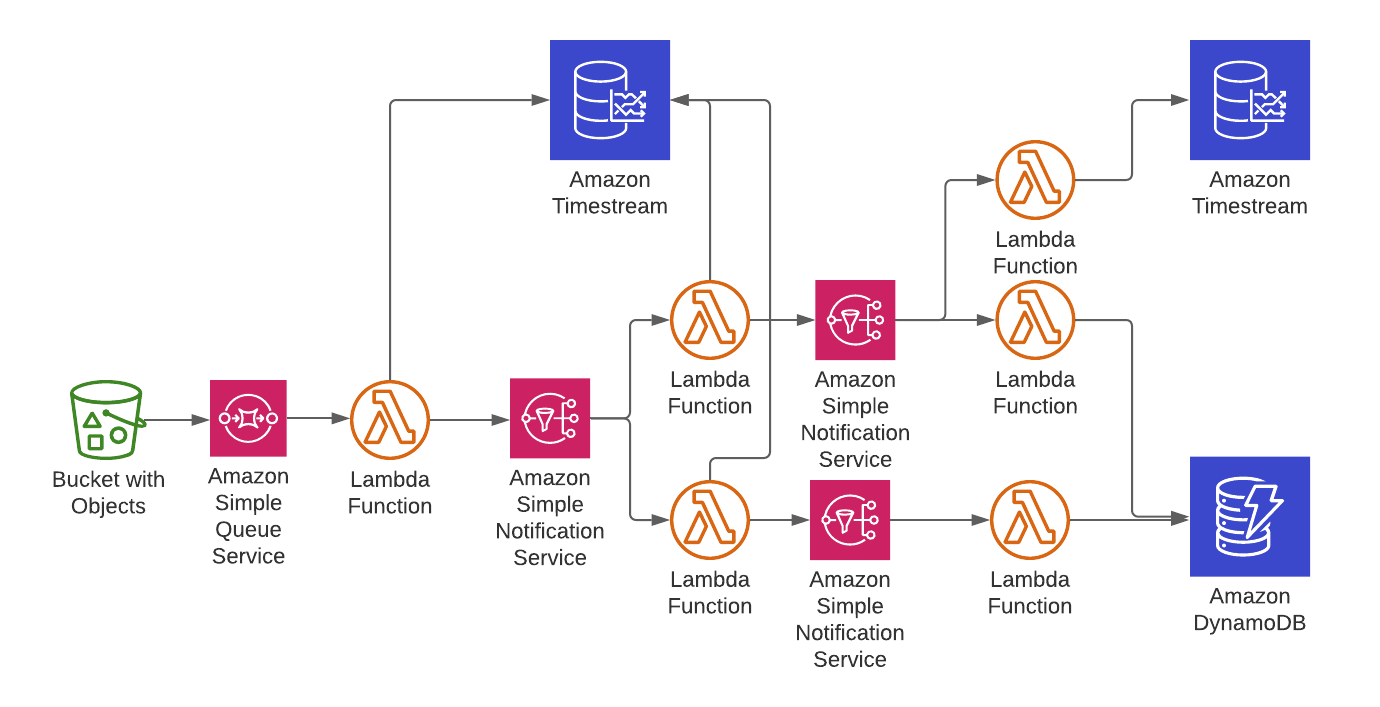 Amazon
Timestream
Amazon
Timestream
Lambda
Function
Lambda
Function
Amazon
Simple
Notification
Service
Lambda
Function
Bucket with
Objects
Amazon
Simple
Queue
Service
Lambda
Function
Amazon
Simple
Notification
Service
Lambda
Function
Amazon
Simple
Notification
Service
Lambda
Function
Amazon
DynamoDB